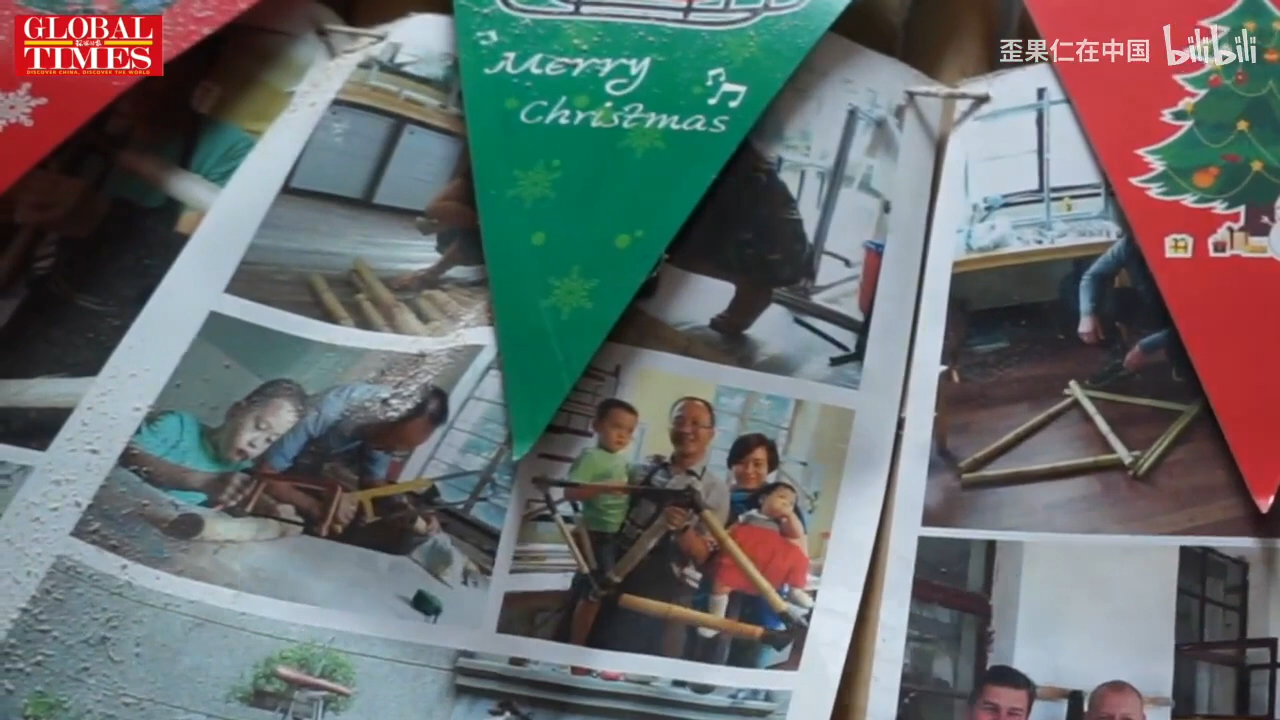 GLOBAL
TIMES
DISCOVER CHINA, DISCOVER THE WORLD
歪果仁在中国 bilibili
Merry
Christmas